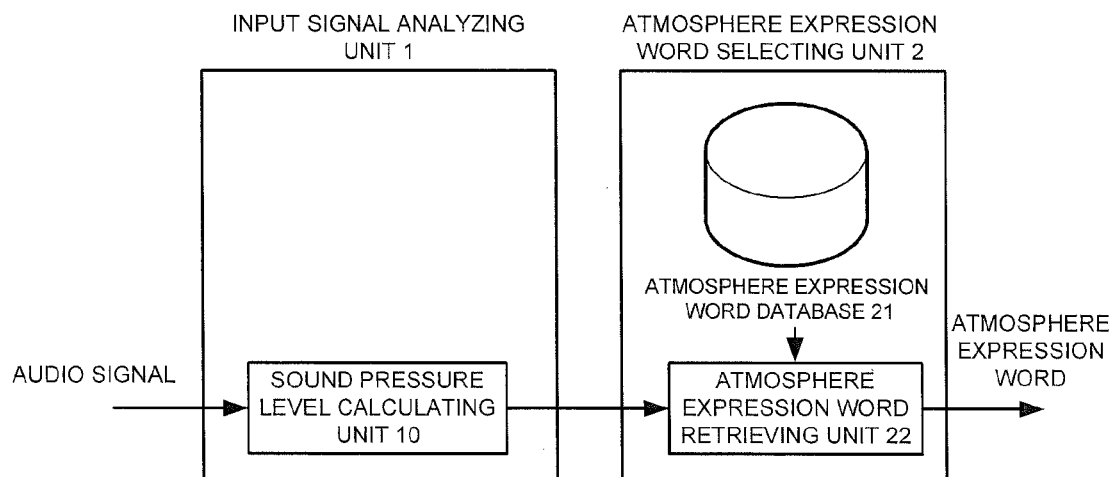 INPUT SIGNAL ANALYZING
UNIT 1
ATMOSPHERE EXPRESSION
WORD SELECTING UNIT 2
ATMOSPHERE EXPRESSION
WORD DATABASE 21
AUDIO SIGNAL
SOUND PRESSURE
LEVEL CALCULATING
UNIT 10
ATMOSPHERE
EXPRESSION WORD
RETRIEVING UNIT 22
ATMOSPHERE
EXPRESSION
WORD